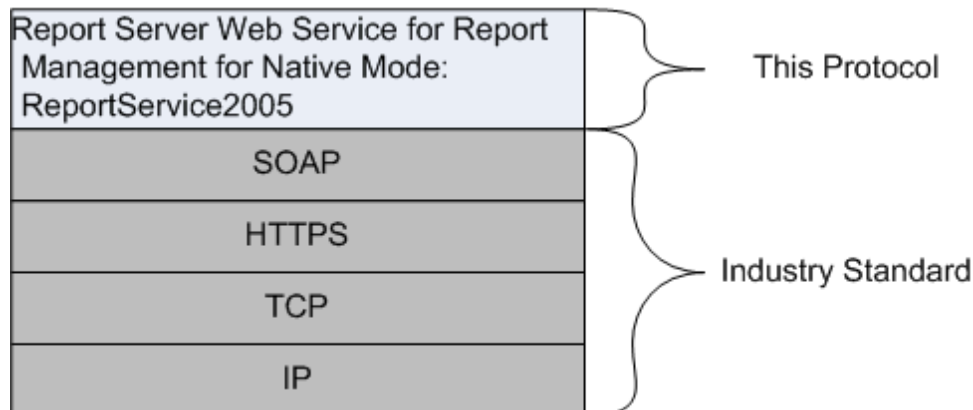 Report Server Web Service for Report
Management for Native Mode:
ReportService2005
This Protocol
SOAP
HTTPS
TCP
IP
Industry Standard